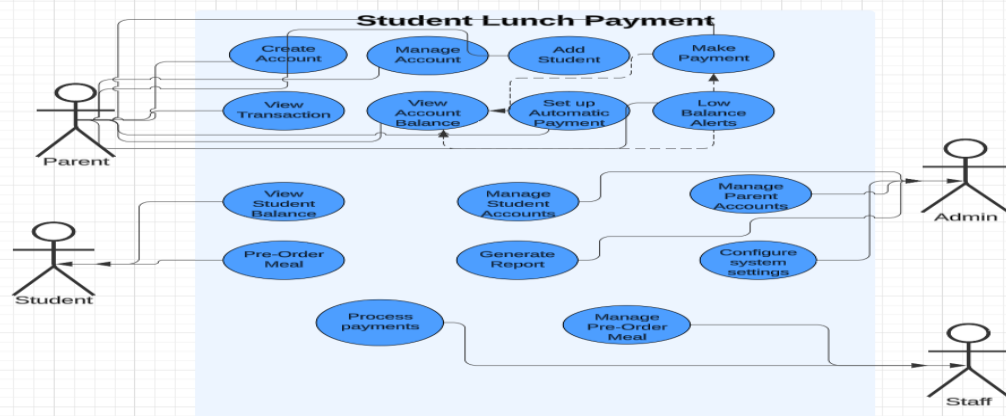 Student Lunch Payment
Create
Account
Manage
Account
Add
Student
Make
Payment
View
Transaction
View
Account
Balance
Set up
Automatic
Payment
Low
Balance
Alerts
Parent
View
Student
Balance
Manage
Student
Accounts
Manage
Parent
Accounts
Admin
Pre-Order
Meal
Generate
Report
Configure
system
settings
Student
Process
payments
Manage
Pre-Order
Meal
Staff